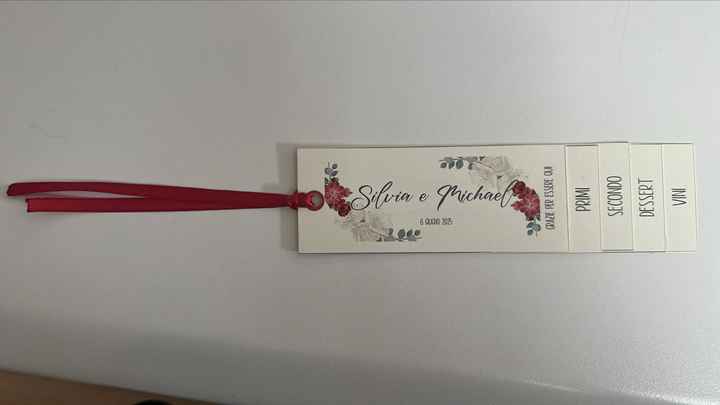 Silvia e Michael
6 GIUGNO 2025
GRAZIE PER ESSERE QUI
PRIMI
SECONDO
DESSERT
VINI